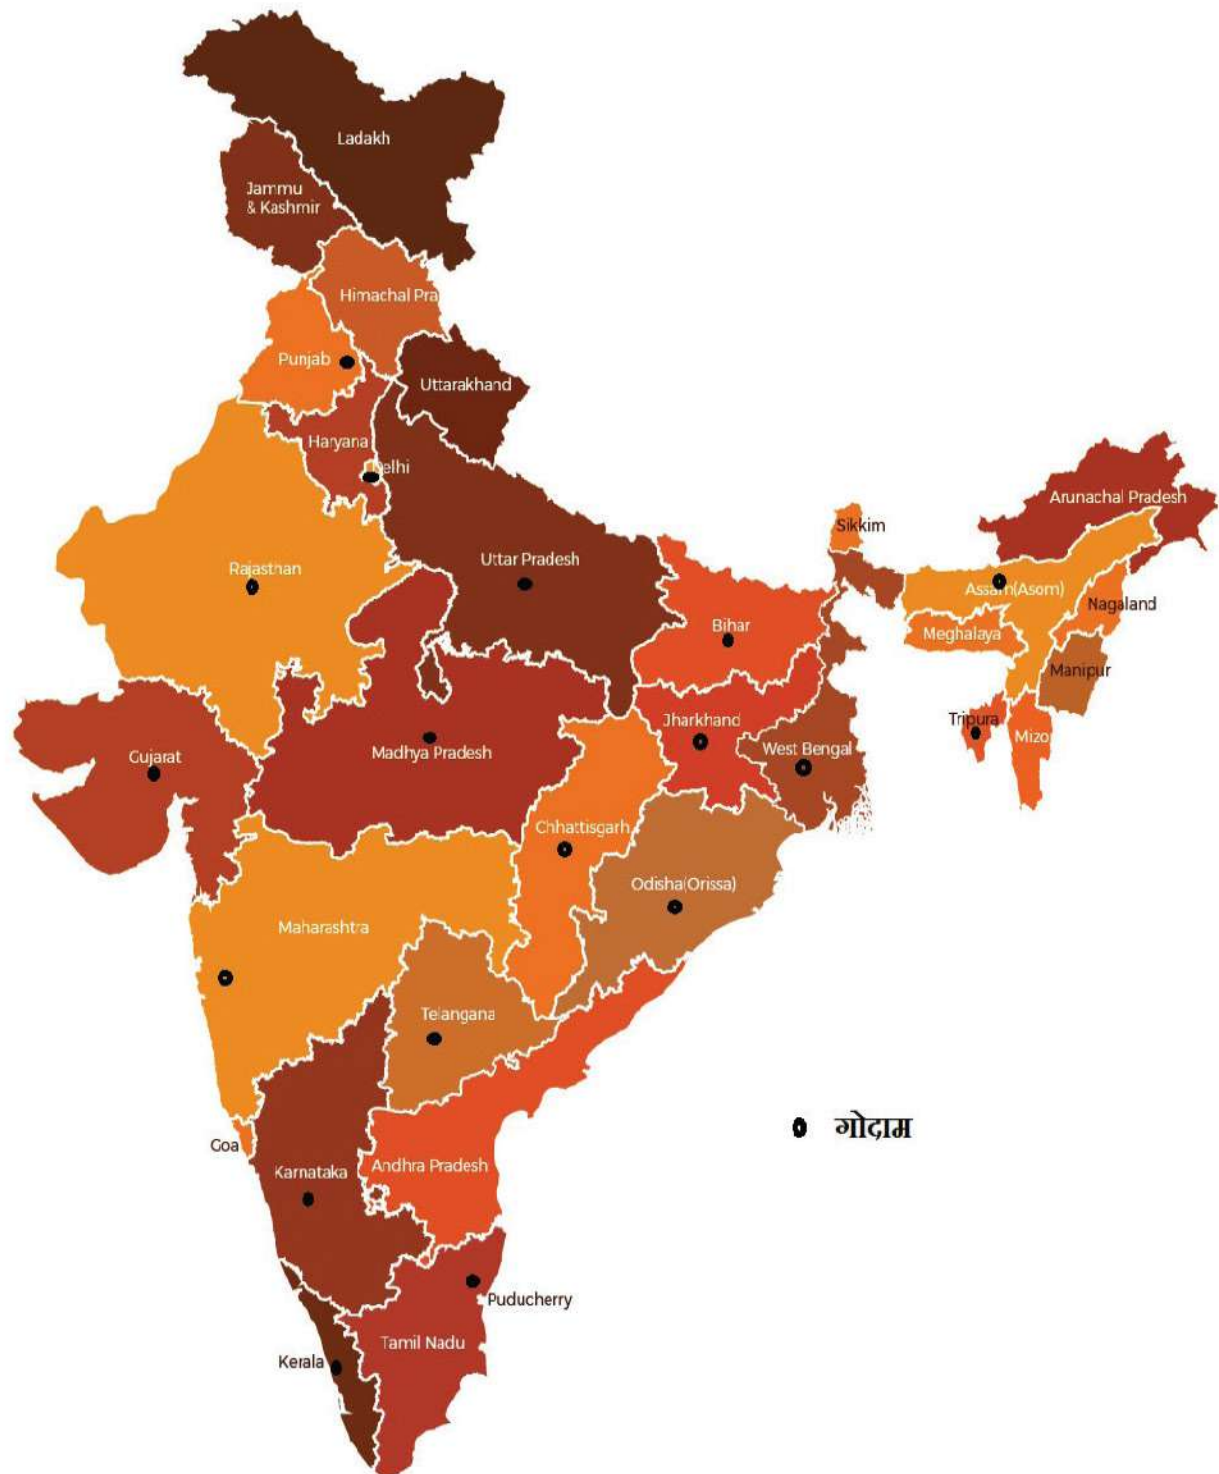 Ladakh
Jammu
& Kashmir
Himachal Pra
Punjab
Uttarakhand
Haryana
Delhi
Arunachal Pradesh
Sikkim
Uttar Pradesh
Rajasthan
Assam(Asom)
Nagaland
Bihar
Meghalaya
Manipur
Jharkhand
Tripura
Mizo
West Bengal
Madhya Pradesh
Gujarat
Chhattisgarh
Odisha(Orissa)
Maharashtra
Telangana
गोदाम
Goa
Andhra Pradesh
Karnataka
Puducherry
Tamil Nadu
Kerala